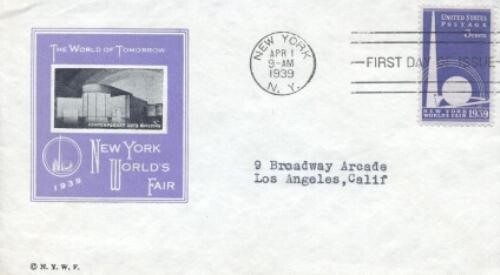 THE WORLD OF TOMORROW
CONTEMPORARY ARTS BUILDING
1939
NEW YORK
WORLD'S
FAIR
NEW YORK
APR 1
9-AM
1939
N. Y.
FIRST DAY OF ISSUE
UNITED STATES
POSTAGE
3 CENTS
NEW YORK
WORLD'S FAIR 1939
9 Broadway Arcade
Los Angeles,Calif
© N. Y. W. F.